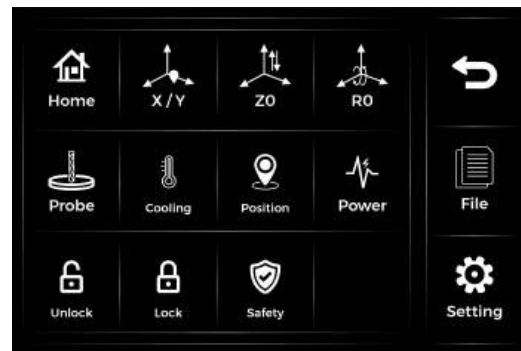 Home
X / Y
Z0
R0
Probe
Cooling
Position
Power
File
Unlock
Lock
Safety
Setting